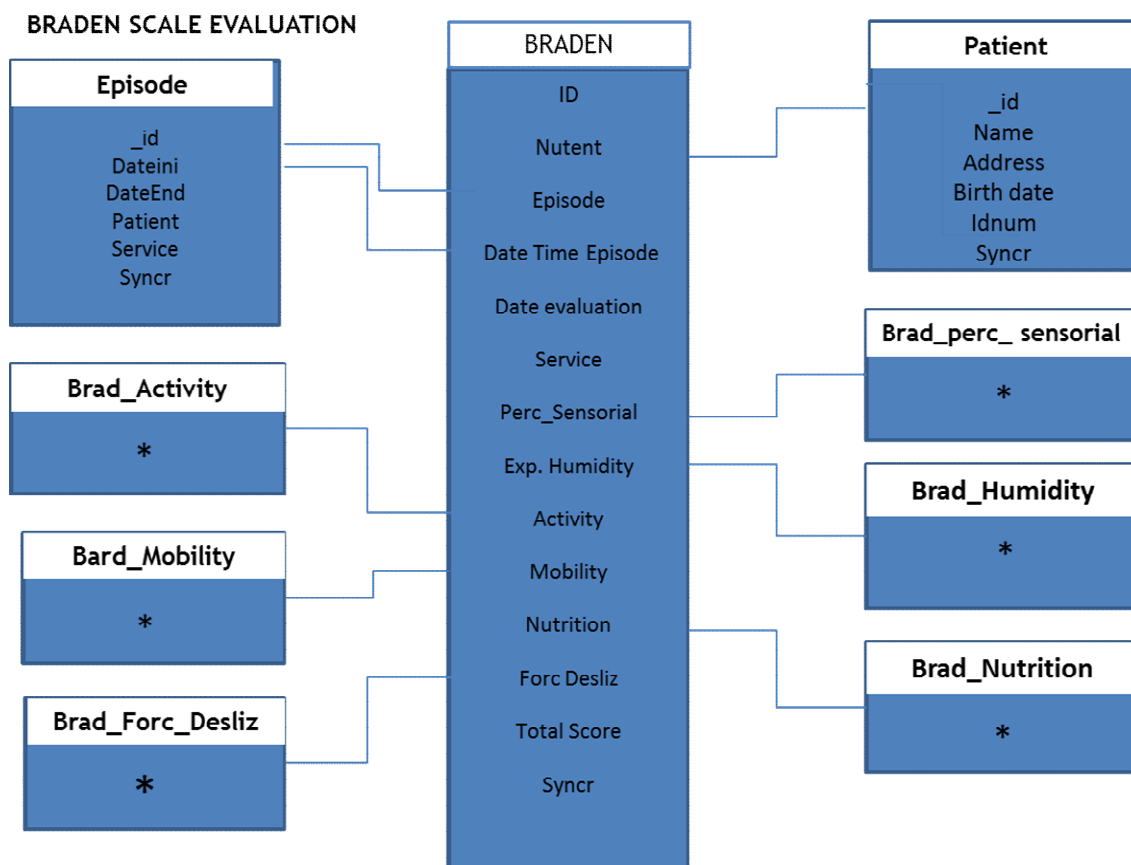 BRADEN SCALE EVALUATION
Episode
_id
Dateini
DateEnd
Patient
Service
Syncr
Brad_Activity
*
Bard_Mobility
*
Brad_Forc_Desliz
*
BRADEN
ID
Nutent
Episode
Date Time Episode
Date evaluation
Service
Perc_Sensorial
Exp. Humidity
Activity
Mobility
Nutrition
Forc Desliz
Total Score
Syncr
Patient
_id
Name
Address
Birth date
Idnum
Syncr
Brad_perc_ sensorial
*
Brad_Humidity
*
Brad_Nutrition
*